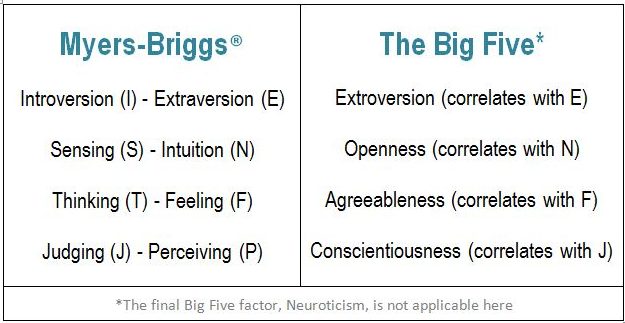 Myers-Briggs®
Introversion (I) - Extraversion (E)
Sensing (S) - Intuition (N)
Thinking (T) - Feeling (F)
Judging (J) - Perceiving (P)
The Big Five*
Extroversion (correlates with E)
Openness (correlates with N)
Agreeableness (correlates with F)
Conscientiousness (correlates with J)
*The final Big Five factor, Neuroticism, is not applicable here